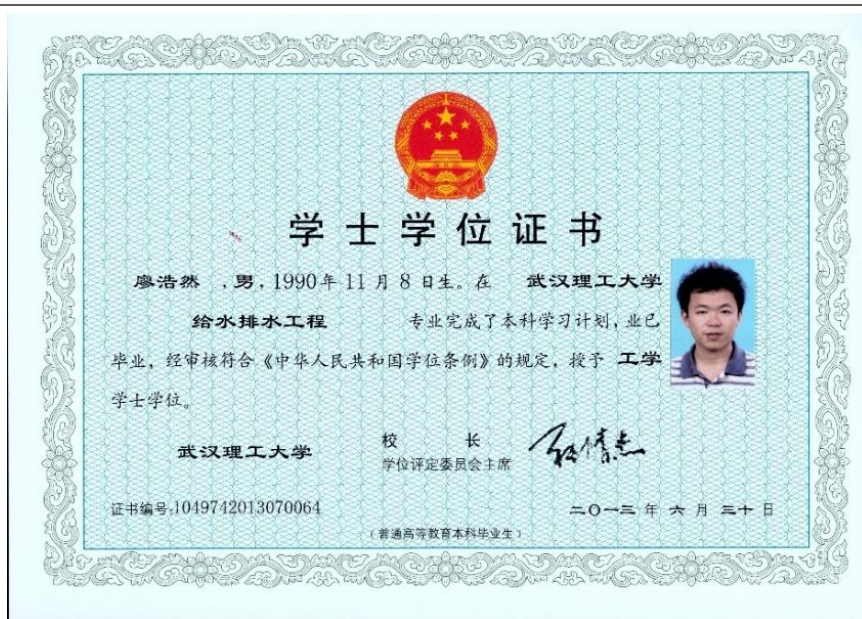 学士学位证书
廖浩然 ,男,1990年11月8日生。在 武汉理工大学
给水排水工程 专业完成了本科学习计划,业已
毕业,经审核符合《中华人民共和国学位条例》的规定,授予 工学
学士学位。
武汉理工大学
校 长
学位评定委员会主席
证书编号:1049742013070064
二〇一三年 六 月 三十 日
(普通高等教育本科毕业生)